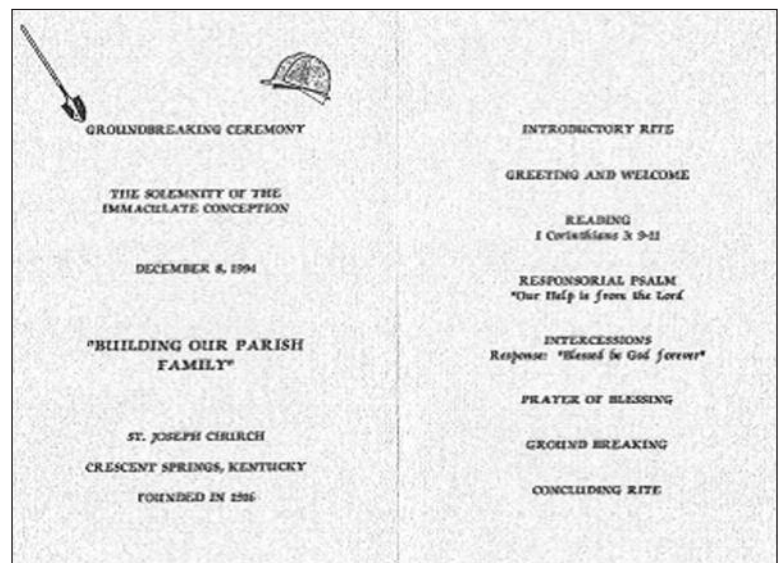 GROUNDBREAKING CEREMONY
THE SOLEMNITY OF THE
IMMACULATE CONCEPTION
DECEMBER 8, 1994
"BUILDING OUR PARISH
FAMILY"
ST. JOSEPH CHURCH
CRESCENT SPRINGS, KENTUCKY
FOUNDED IN 1916
INTRODUCTORY RITE
GREETING AND WELCOME
READING
I Corinthians 3: 9-11
RESPONSORIAL PSALM
"Our Help is from the Lord
INTERCESSIONS
Response: "Blessed be God forever"
PRAYER OF BLESSING
GROUND BREAKING
CONCLUDING RITE